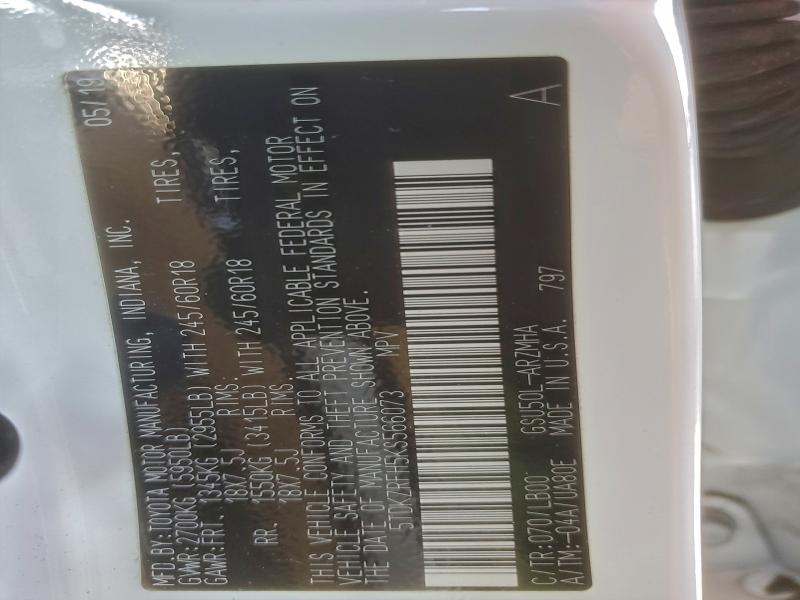 MFD.BY:TOYOTA MOTOR MANUFACTURING, INDIANA, INC. 05/19
GVWR:2700KG (5950LB)
GAWR:FRT. 1345KG (2955LB) WITH 245/60R18 TIRES,
18X7.5J RIMS:
RR. 1550KG (3415LB) WITH 245/60R18 TIRES,
18X7.5J RIMS.
THIS VEHICLE CONFORMS TO ALL APPLICABLE FEDERAL MOTOR
VEHICLE SAFETY AND THEFT PREVENTION STANDARDS IN EFFECT ON
THE DATE OF MANUFACTURE SHOWN ABOVE.
5TDKZRFH5KS566073 MPV
C/TR:070/LB00 GSU50L-ARZMHA A
A/TM:-04A/UA80E MADE IN U.S.A. 797